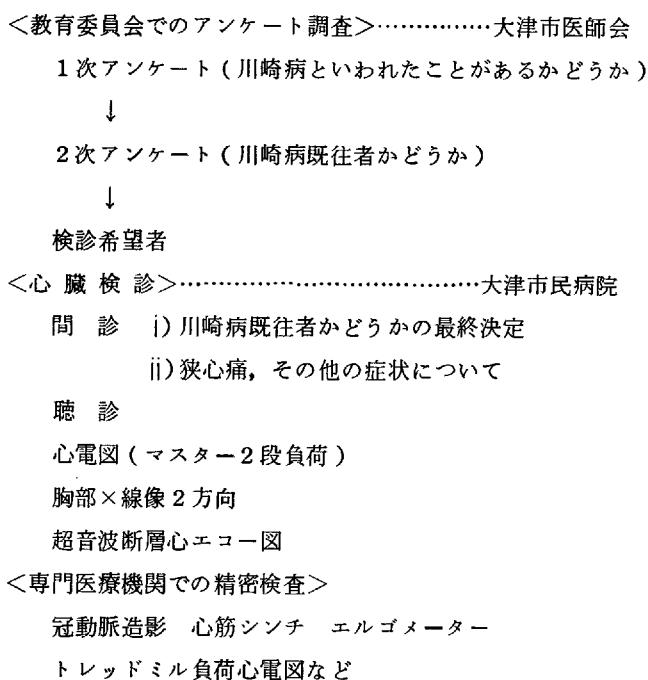 <教育委員会でのアンケート調査>……………大津市医師会
1次アンケート(川崎病といわれたことがあるかどうか)
↓
2次アンケート(川崎病既往者かどうか)
↓
検診希望者
<心臓検診>…………………………………大津市民病院
間診 i)川崎病既往者かどうかの最終決定
ii)狭心痛,その他の症状について
聴診
心電図(マスター2段負荷)
胸部×線像2方向
超音波断層心エコー図
<専門医療機関での精密検査>
冠動脈造影 心筋シンチ エルゴメーター
トレッドミル負荷心電図など